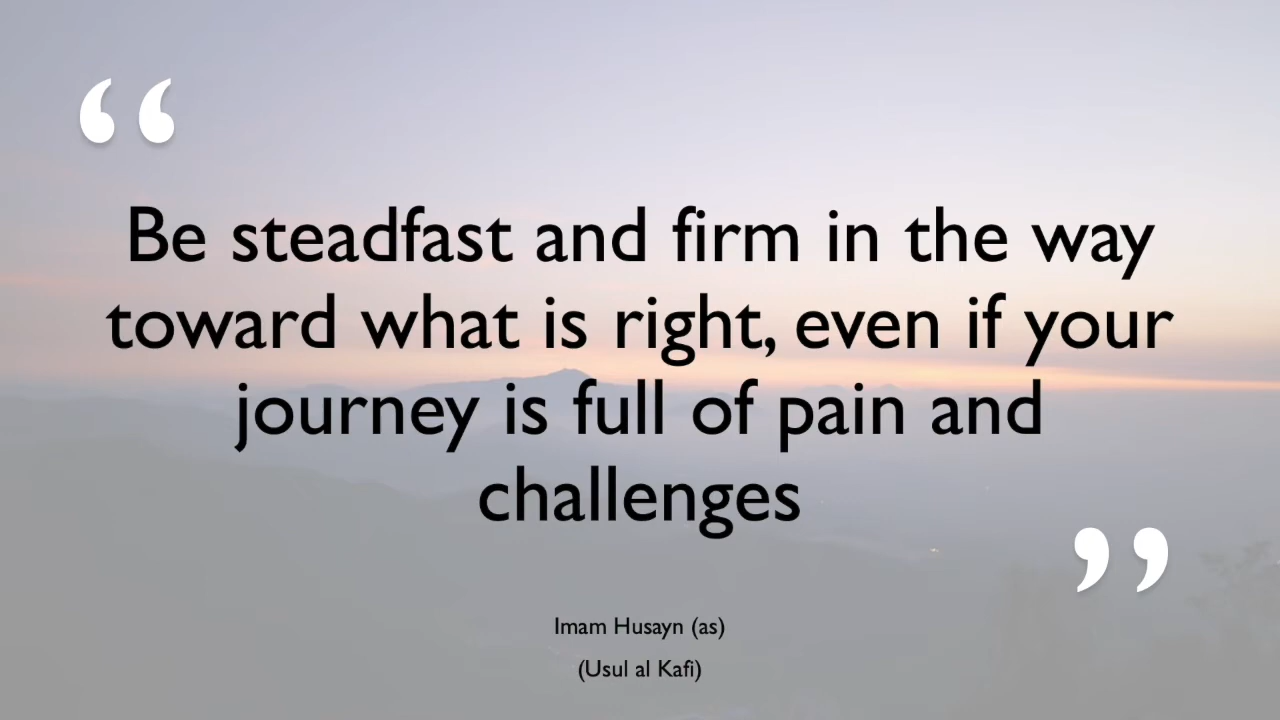 “
Be steadfast and firm in the way
toward what is right, even if your
journey is full of pain and
challenges
”
Imam Husayn (as)
(Usul al Kafi)